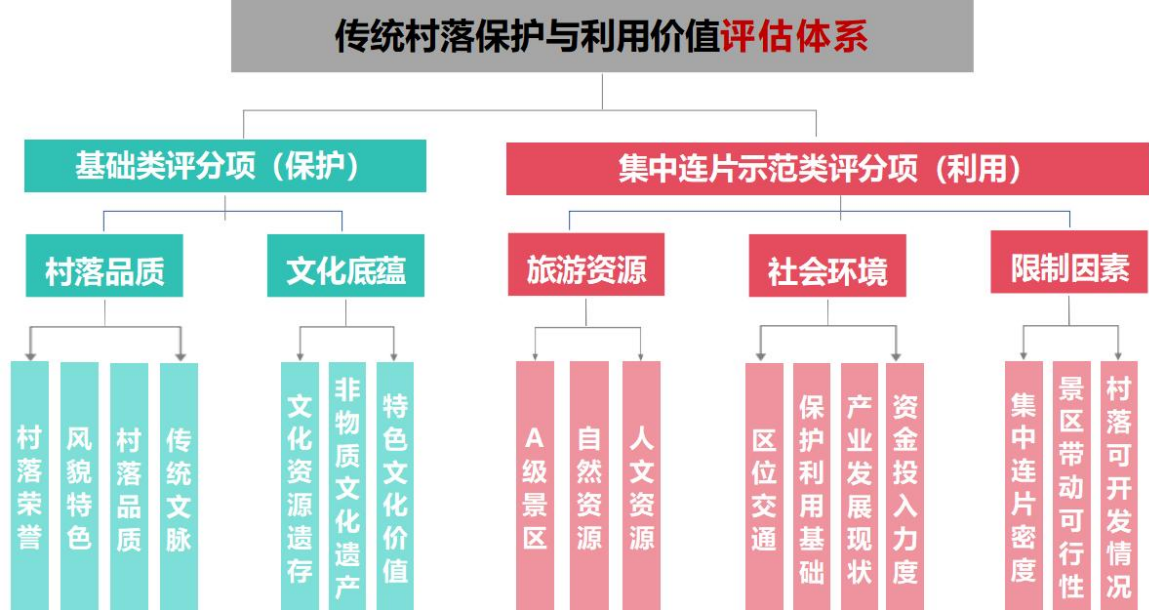 传统村落保护与利用价值评估体系
基础类评分项（保护）
集中连片示范类评分项（利用）
村落品质
文化底蕴
旅游资源
社会环境
限制因素
村落荣誉
风貌特色
村落品质
传统文脉
文化资源遗存
非物质文化遗产
特色文化价值
A级景区
自然资源
人文资源
区位交通
保护利用基础
产业发展现状
资金投入力度
集中连片密度
景区带动可行性
村落可开发情况